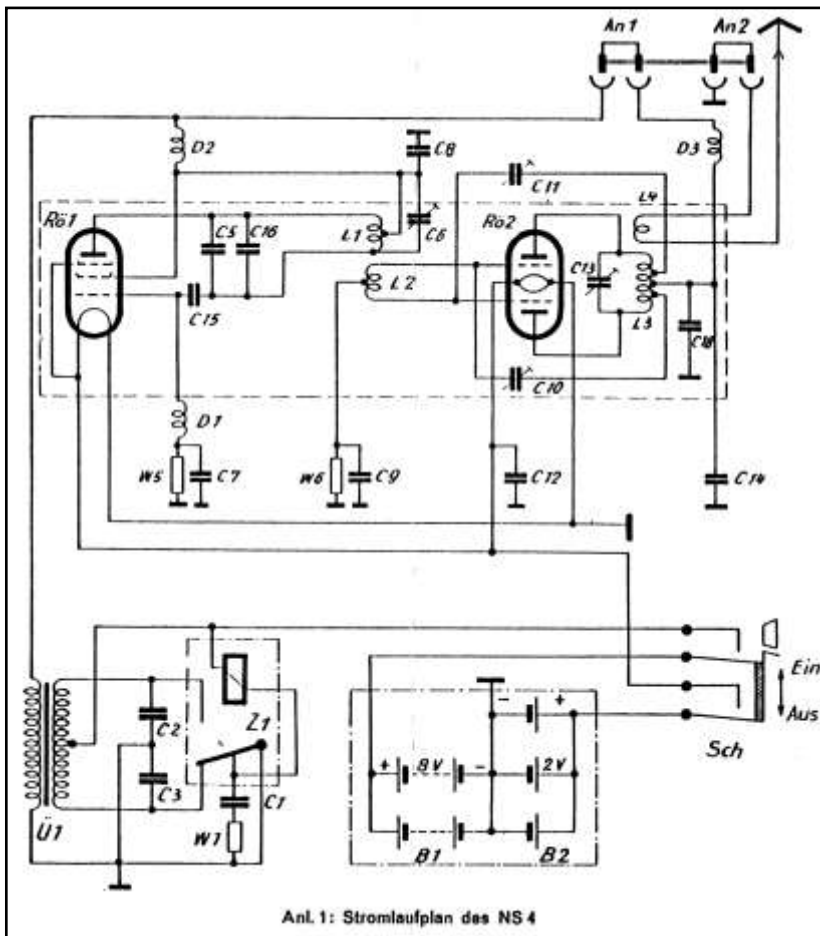 An1 An2
D2 C8 D3
C11 L4
Rö1 C5 C16 L1 C6 Rö2
L2 C13
C15 L3 C18
C10
D1
W5 C7 W6 C9 C12 C14
Z1 - + Ein
C2 Aus
+ 8V - 2V Sch
C3 C1
Ü1 W1
B1 B2
Anl. 1: Stromlaufplan des NS 4